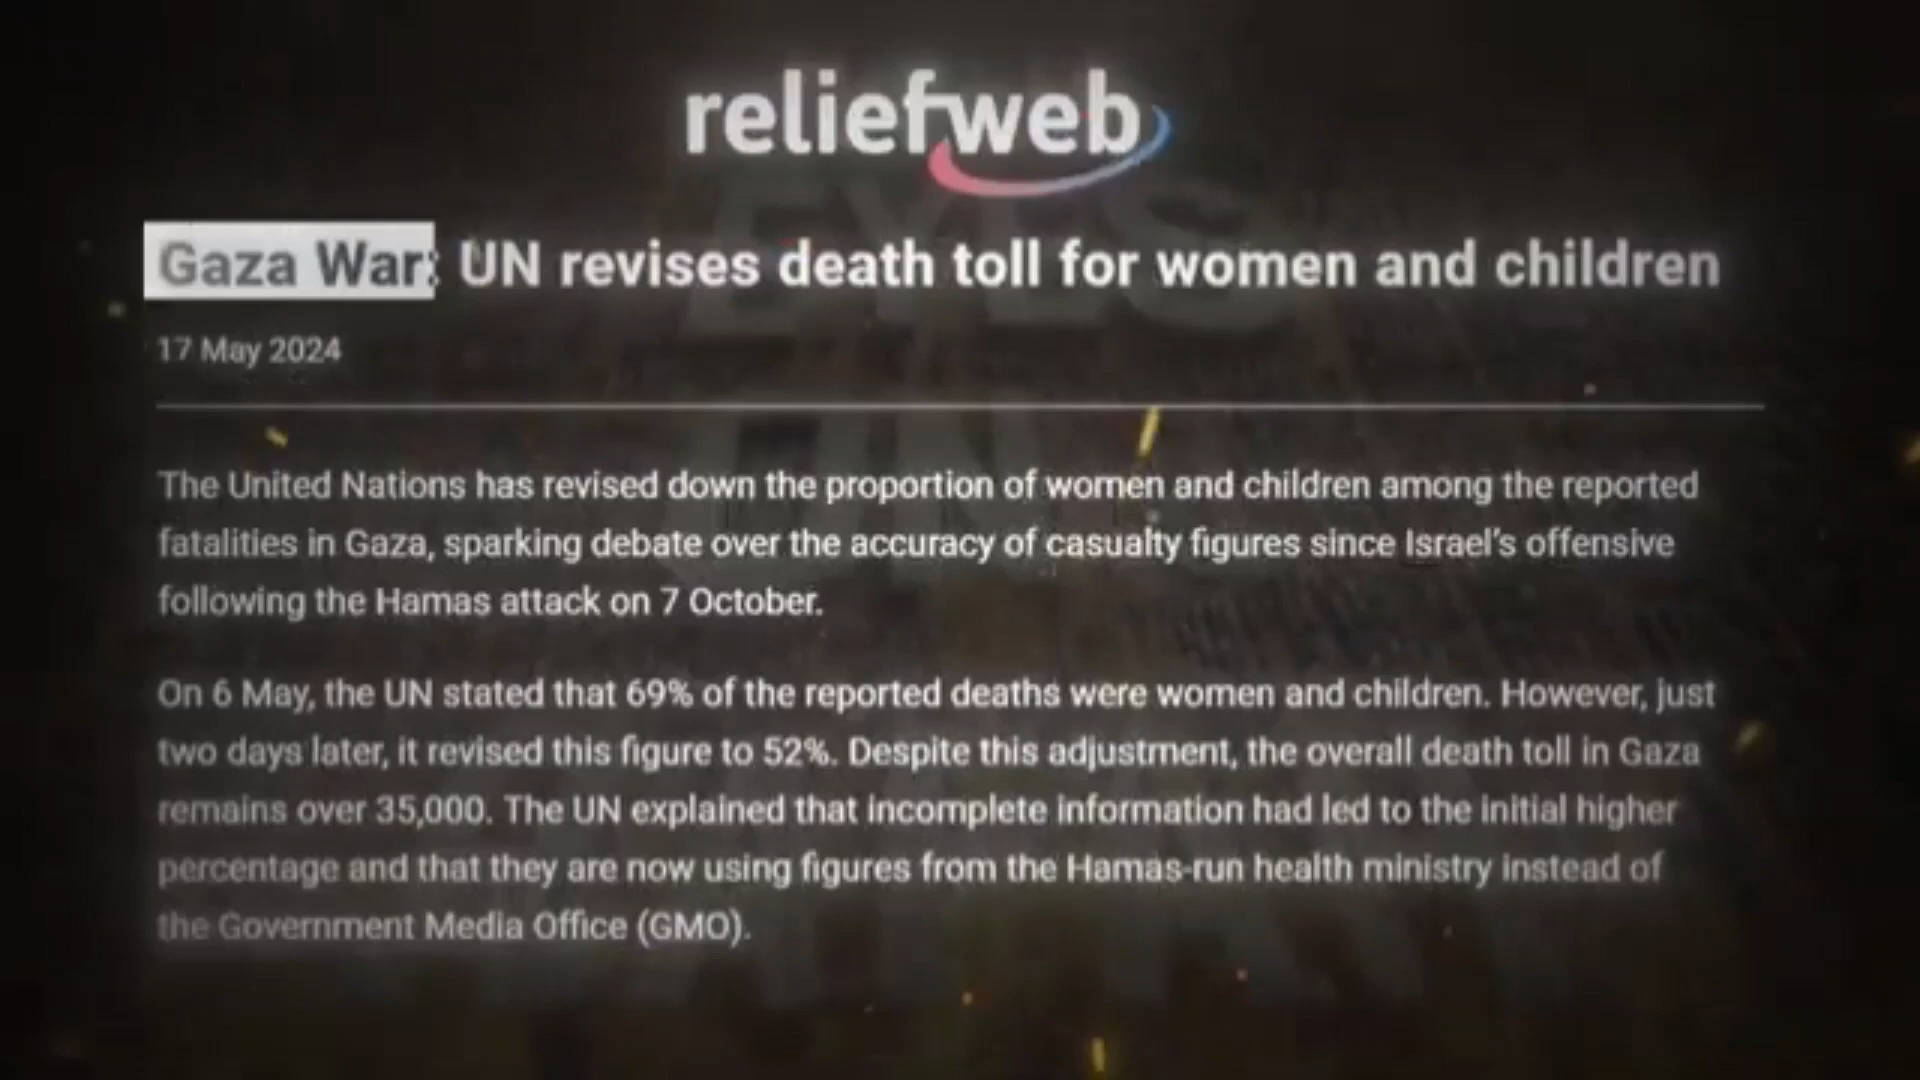 reliefweb
Gaza War: UN revises death toll for women and children
17 May 2024
The United Nations has revised down the proportion of women and children among the reported
fatalities in Gaza, sparking debate over the accuracy of casualty figures since Israel's offensive
following the Hamas attack on 7 October.
On 6 May, the UN stated that 69% of the reported deaths were women and children. However, just
two days later, it revised this figure to 52%. Despite this adjustment, the overall death toll in Gaza
remains over 35,000. The UN explained that incomplete information had led to the initial higher
percentage and that they are now using figures from the Hamas-run health ministry instead of
the Government Media Office (GMO).